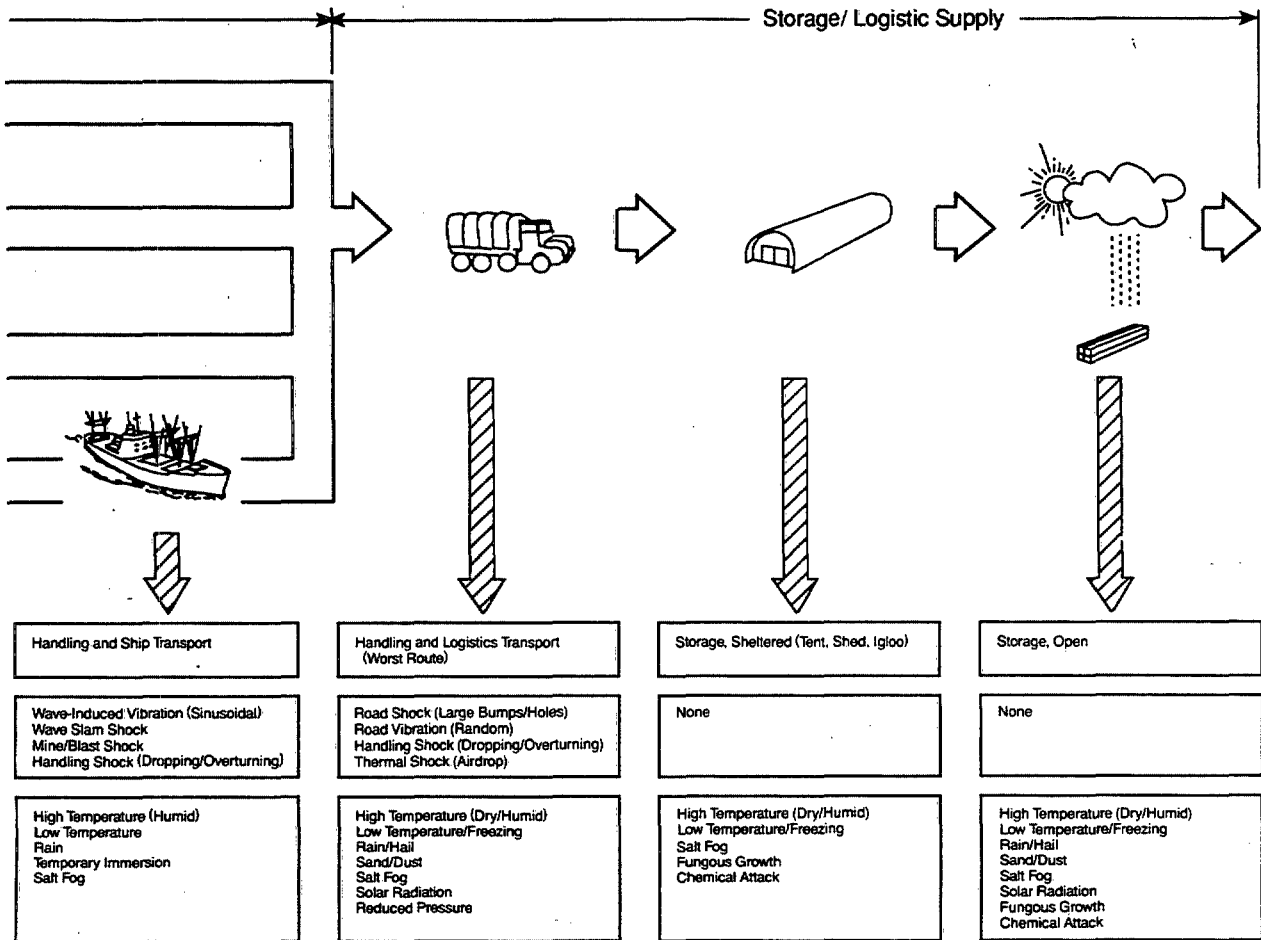 Storage/ Logistic Supply
Handling and Ship Transport
Wave-Induced Vibration (Sinusoidal)
Wave Slam Shock
Mine/Blast Shock
Handling Shock (Dropping/Overturning)
High Temperature (Humid)
Low Temperature
Rain
Temporary Immersion
Salt Fog
Handling and Logistics Transport
(Worst Route)
Road Shock (Large Bumps/Holes)
Road Vibration (Random)
Handling Shock (Dropping/Overturning)
Thermal Shock (Airdrop)
High Temperature (Dry/Humid)
Low Temperature/Freezing
Rain/Hail
Sand/Dust
Salt Fog
Solar Radiation
Reduced Pressure
Storage, Sheltered (Tent, Shed, Igloo)
None
High Temperature (Dry/Humid)
Low Temperature/Freezing
Salt Fog
Fungous Growth
Chemical Attack
Storage, Open
None
High Temperature (Dry/Humid)
Low Temperature/Freezing
Rain/Hail
Sand/Dust
Salt Fog
Solar Radiation
Fungous Growth
Chemical Attack